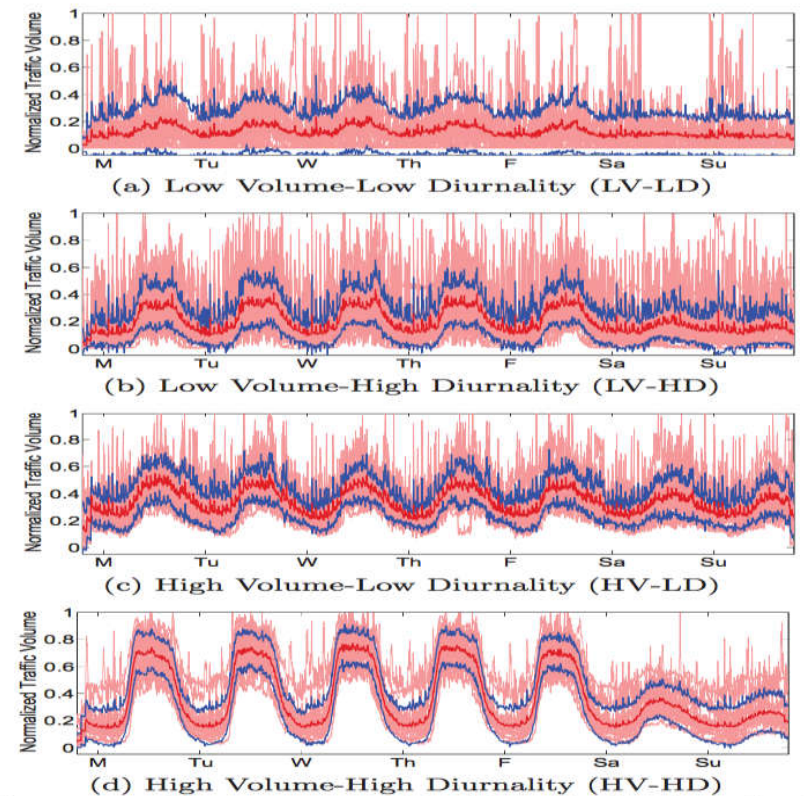 Normalized Traffic Volume
1
0.8
0.6
0.4
0.2
0
M Tu W Th F Sa Su
(a) Low Volume-Low Diurnality (LV-LD)
Normalized Traffic Volume
1
0.8
0.6
0.4
0.2
0
M Tu W Th F Sa Su
(b) Low Volume-High Diurnality (LV-HD)
Normalized Traffic Volume
1
0.8
0.6
0.4
0.2
0
M Tu W Th F Sa Su
(c) High Volume-Low Diurnality (HV-LD)
Normalized Traffic Volume
1
0.8
0.6
0.4
0.2
0
M Tu W Th F Sa Su
(d) High Volume-High Diurnality (HV-HD)